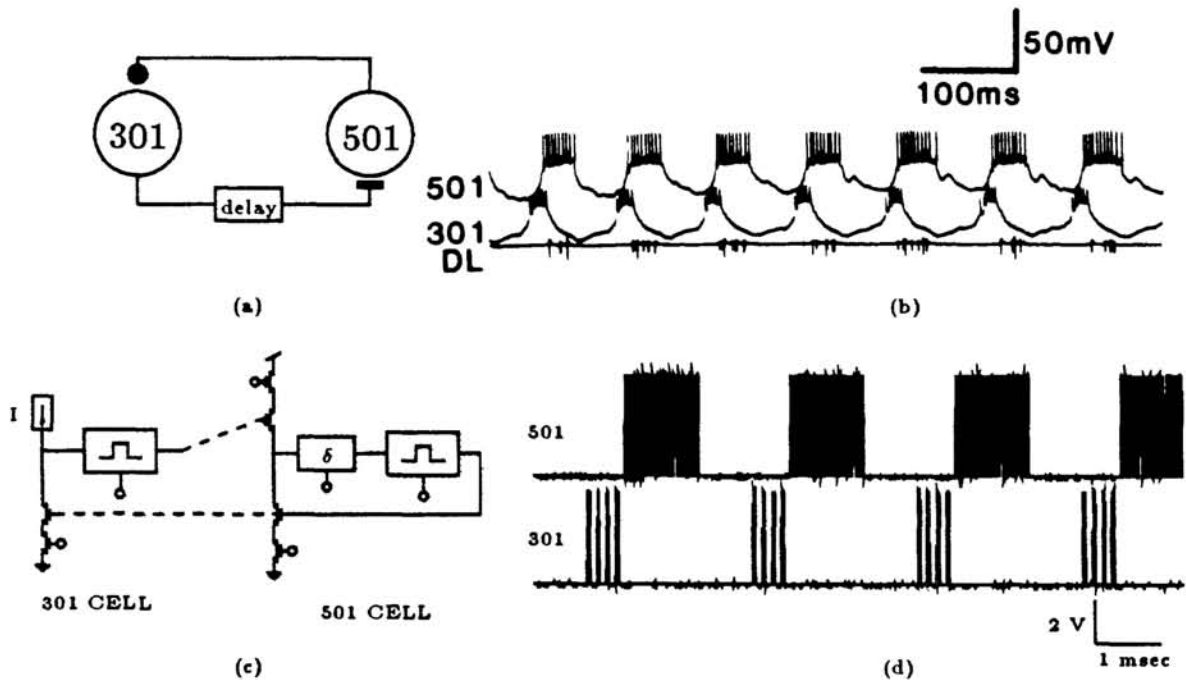 301
501
delay
(a)
50mV
100ms
501
301
DL
(b)
I
δ
301 CELL
501 CELL
(c)
501
301
2 V
1 msec
(d)